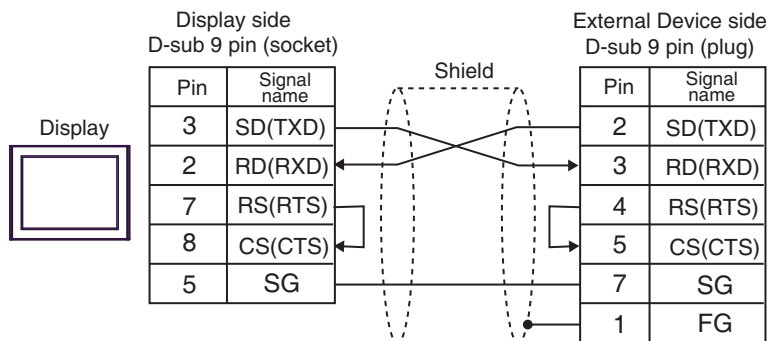 Display side
D-sub 9 pin (socket)
External Device side
D-sub 9 pin (plug)
Display
Shield
Pin Signal name
3 SD(TXD)
2 RD(RXD)
7 RS(RTS)
8 CS(CTS)
5 SG
Pin Signal name
2 SD(TXD)
3 RD(RXD)
4 RS(RTS)
5 CS(CTS)
7 SG
1 FG